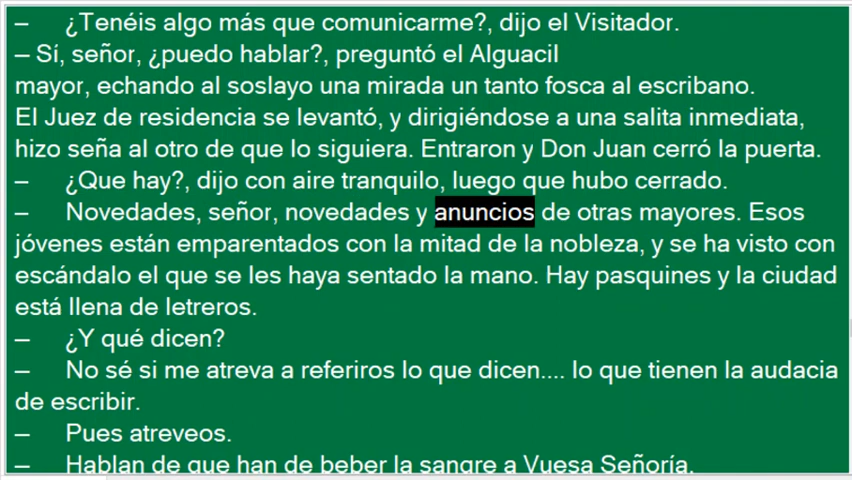 – ¿Tenéis algo más que comunicarme?, dijo el Visitador.
– Sí, señor, ¿puedo hablar?, preguntó el Alguacil
mayor, echando al soslayo una mirada un tanto fosca al escribano.
El Juez de residencia se levantó, y dirigiéndose a una salita inmediata,
hizo seña al otro de que lo siguiera. Entraron y Don Juan cerró la puerta.
– ¿Que hay?, dijo con aire tranquilo, luego que hubo cerrado.
– Novedades, señor, novedades y anuncios de otras mayores. Esos
jóvenes están emparentados con la mitad de la nobleza, y se ha visto con
escándalo el que se les haya sentado la mano. Hay pasquines y la ciudad
está llena de letreros.
– ¿Y qué dicen?
– No sé si me atreva a referiros lo que dicen.... lo que tienen la audacia
de escribir.
– Pues atreveos.
– Hablan de que han de beber la sangre a Vuesa Señoría.